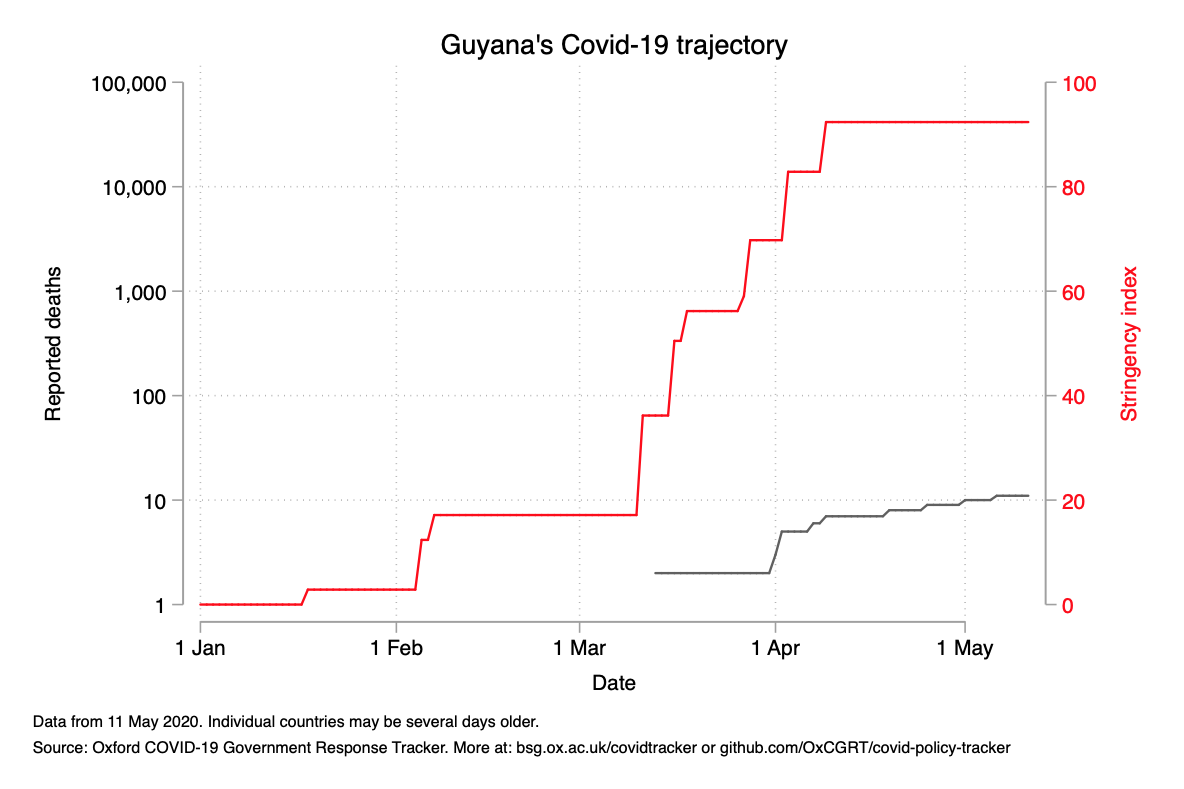 Guyana's Covid-19 trajectory
100,000
10,000
1,000
100
10
1
Reported deaths
100
80
60
40
20
0
Stringency index
1 Jan
1 Feb
1 Mar
1 Apr
1 May
Date
Data from 11 May 2020. Individual countries may be several days older.
Source: Oxford COVID-19 Government Response Tracker. More at: bsg.ox.ac.uk/covidtracker or github.com/OxCGRT/covid-policy-tracker